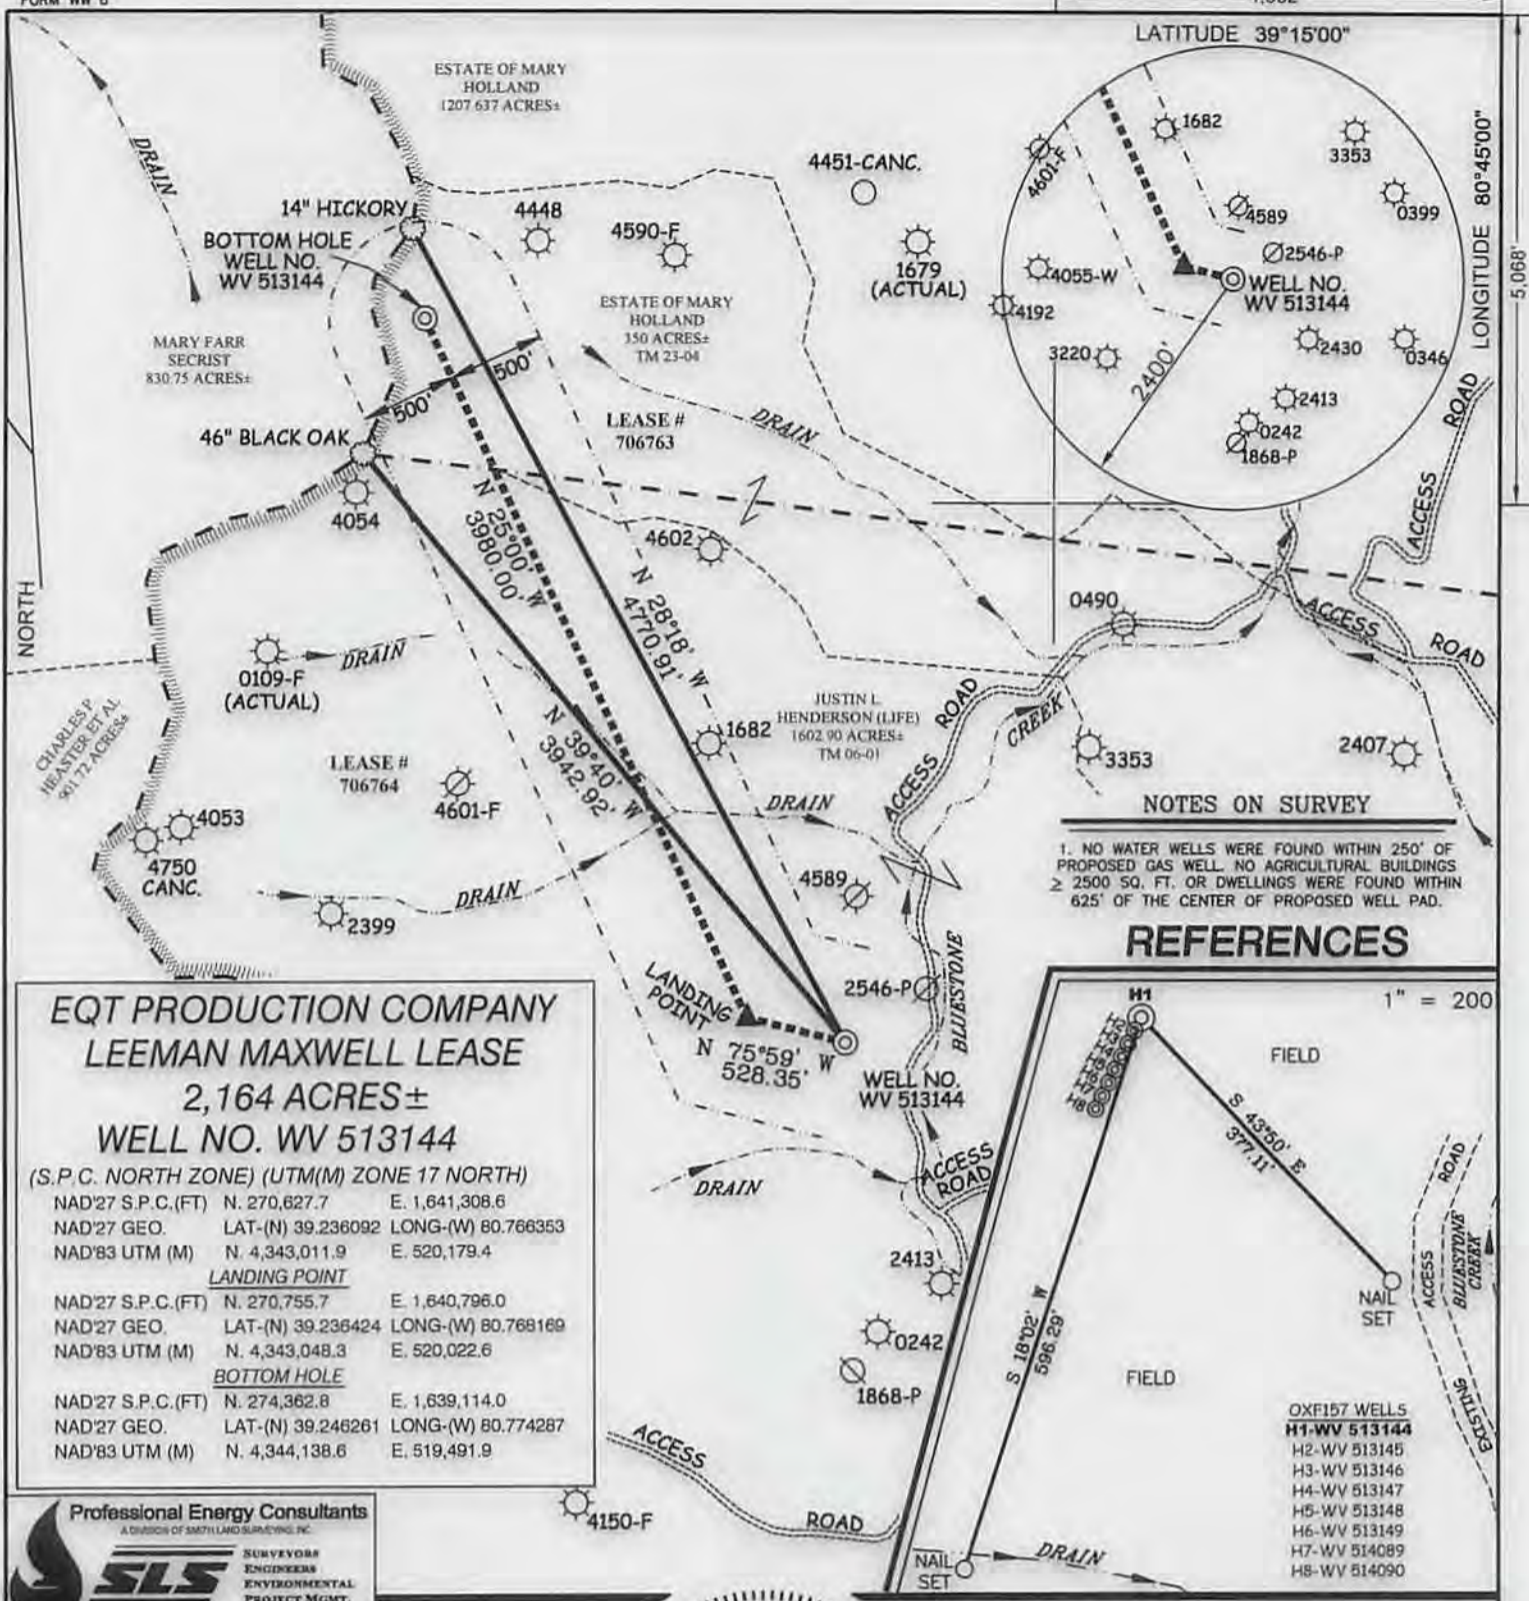 FORM WW-6
LATITUDE 39°15'00"
LONGITUDE 80°45'00"
5,068'
ESTATE OF MARY
HOLLAND
1207.637 ACRES±
DRAIN
14" HICKORY
BOTTOM HOLE
WELL NO.
WV 513144
4448
4590-F
4451-CANC.
1679
(ACTUAL)
ESTATE OF MARY
HOLLAND
350 ACRES±
TM 23-04
MARY FARR
SECRIST
830.75 ACRES±
500'
500'
46" BLACK OAK
LEASE #
706763
DRAIN
4054
4601-F
1682
3353
0399
4589
2546-P
4055-W
WELL NO.
WV 513144
4192
3220
2430
0346
2400'
2413
0242
1868-P
ACCESS ROAD
NORTH
N 25°00' W
3980.00'
N 28°18' W
4770.91'
N 39°40' W
3942.92'
4602
0490
ACCESS ROAD
0109-F
(ACTUAL)
DRAIN
CHARLES P
HEASTER ET AL
901.72 ACRES±
LEASE #
706764
4601-F
1682
JUSTIN L
HENDERSON (LIFE)
1602.90 ACRES±
TM 06-01
ACCESS ROAD
CREEK
3353
2407
4053
4750
CANC.
2399
DRAIN
DRAIN
4589
2546-P
BLUESTONE
NOTES ON SURVEY
1. NO WATER WELLS WERE FOUND WITHIN 250' OF
PROPOSED GAS WELL. NO AGRICULTURAL BUILDINGS
≥ 2500 SQ. FT. OR DWELLINGS WERE FOUND WITHIN
625' OF THE CENTER OF PROPOSED WELL PAD.
REFERENCES
LANDING
POINT
N 75°59' W
528.35'
WELL NO.
WV 513144
ACCESS
ROAD
DRAIN
2413
0242
1868-P
4150-F
ACCESS ROAD
EQT PRODUCTION COMPANY
LEEMAN MAXWELL LEASE
2,164 ACRES±
WELL NO. WV 513144
(S.P.C. NORTH ZONE) (UTM(M) ZONE 17 NORTH)
NAD'27 S.P.C.(FT) N. 270,627.7 E. 1,641,308.6
NAD'27 GEO. LAT-(N) 39.236092 LONG-(W) 80.766353
NAD'83 UTM (M) N. 4,343,011.9 E. 520,179.4
LANDING POINT
NAD'27 S.P.C.(FT) N. 270,755.7 E. 1,640,796.0
NAD'27 GEO. LAT-(N) 39.236424 LONG-(W) 80.768169
NAD'83 UTM (M) N. 4,343,048.3 E. 520,022.6
BOTTOM HOLE
NAD'27 S.P.C.(FT) N. 274,362.8 E. 1,639,114.0
NAD'27 GEO. LAT-(N) 39.246261 LONG-(W) 80.774287
NAD'83 UTM (M) N. 4,344,138.6 E. 519,491.9
Professional Energy Consultants
A DIVISION OF SMITH LAND SURVEYING, INC.
SLS
SURVEYORS
ENGINEERS
ENVIRONMENTAL
PROJECT MGMT.
H1
1" = 200
H7
H8
FIELD
S 43°50' E
377.11'
S 18°02' W
596.29'
NAIL
SET
ACCESS ROAD
BLUESTONE
CREEK
EXISTING
FIELD
OXF157 WELLS
H1-WV 513144
H2-WV 513145
H3-WV 513146
H4-WV 513147
H5-WV 513148
H6-WV 513149
H7-WV 514089
H8-WV 514090
NAIL
SET
DRAIN